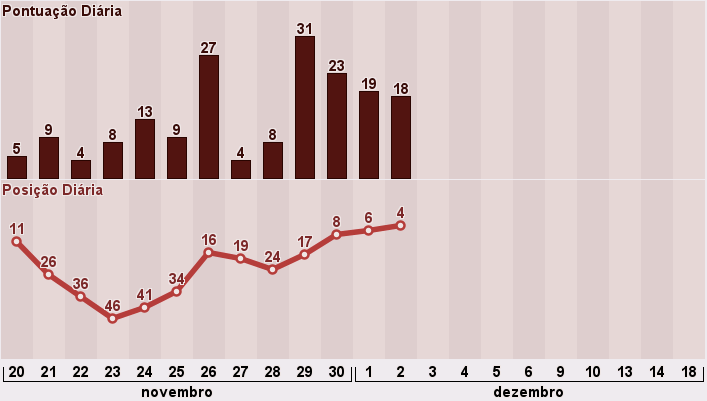 Pontuação Diária
5 9 4 8 13 9 27 4 8 31 23 19 18
Posição Diária
11 26 36 46 41 34 16 19 24 17 8 6 4
20 21 22 23 24 25 26 27 28 29 30 1 2 3 4 5 6 9 10 13 14 18
novembro dezembro